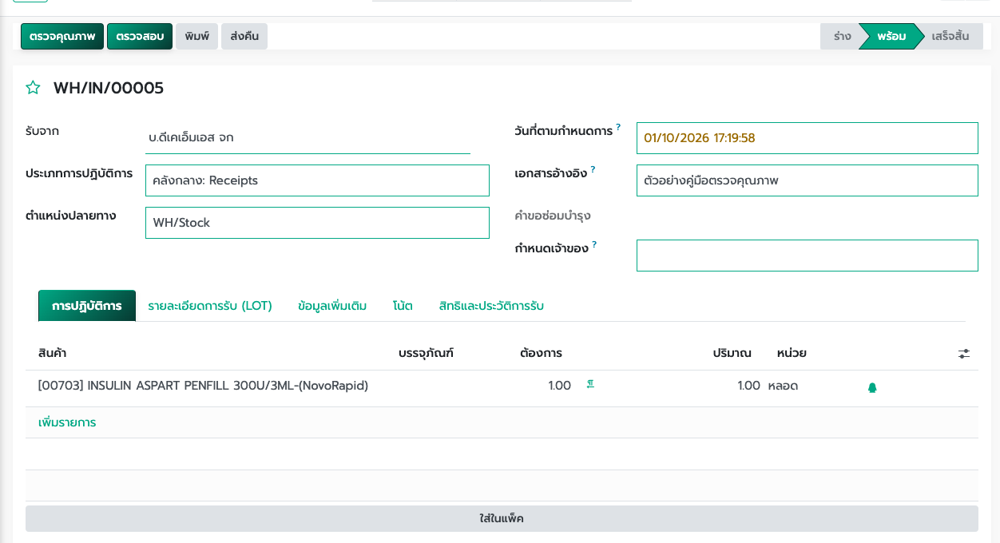 ตรวจคุณภาพ ตรวจสอบ พิมพ์ ส่งคืน ร่าง พร้อม เสร็จสิ้น
WH/IN/00005
รับจาก บ.ดีเคเอ็มเอส จก วันที่ตามกำหนดการ ? 01/10/2026 17:19:58
ประเภทการปฏิบัติการ คลังกลาง: Receipts เอกสารอ้างอิง ? ตัวอย่างคู่มือตรวจคุณภาพ
ตำแหน่งปลายทาง WH/Stock คำขอซ่อมบำรุง
กำหนดเจ้าของ ?
การปฏิบัติการ รายละเอียดการรับ (LOT) ข้อมูลเพิ่มเติม โน้ต สิทธิและประวัติการรับ
สินค้า บรรจุภัณฑ์ ต้องการ ปริมาณ หน่วย
[00703] INSULIN ASPART PENFILL 300U/3ML-(NovoRapid) 1.00 1.00 หลอด
เพิ่มรายการ
ใส่ในแพ็ค